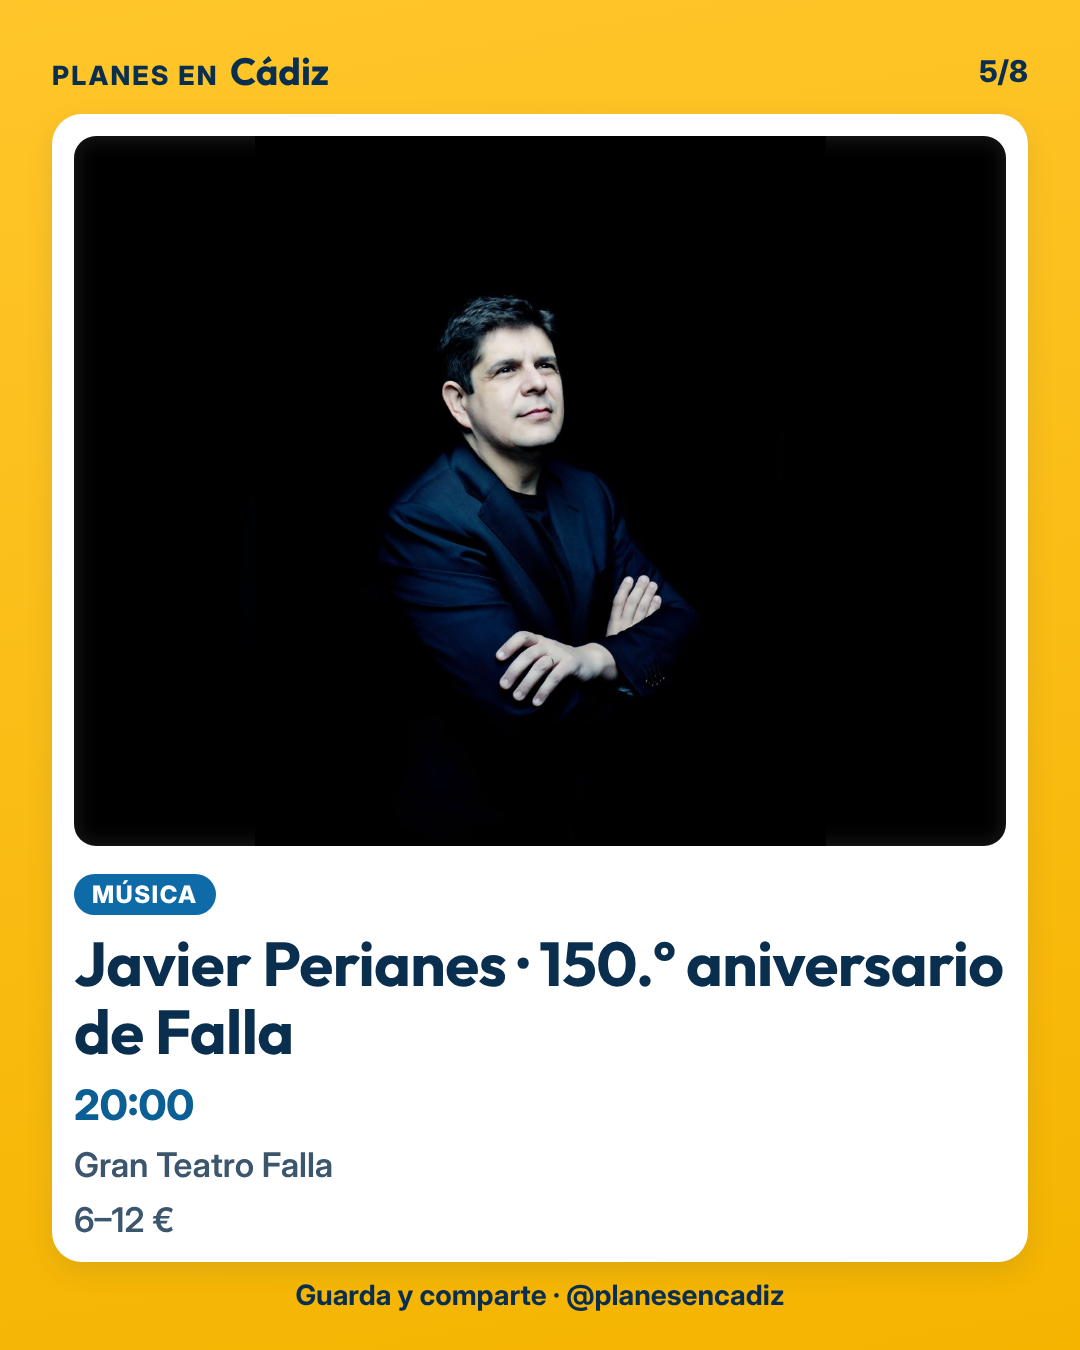 PLANES EN Cádiz
5/8
MÚSICA
Javier Perianes · 150.º aniversario
de Falla
20:00
Gran Teatro Falla
6–12 €
Guarda y comparte · @planesencadiz